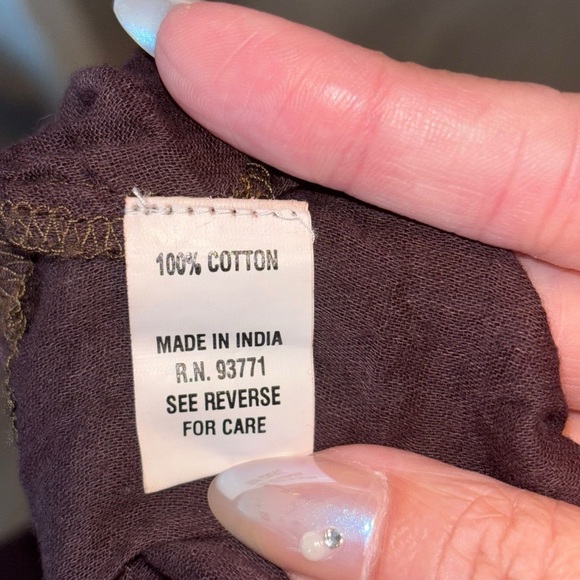 100% COTTON
MADE IN INDIA
R.N. 93771
SEE REVERSE
FOR CARE